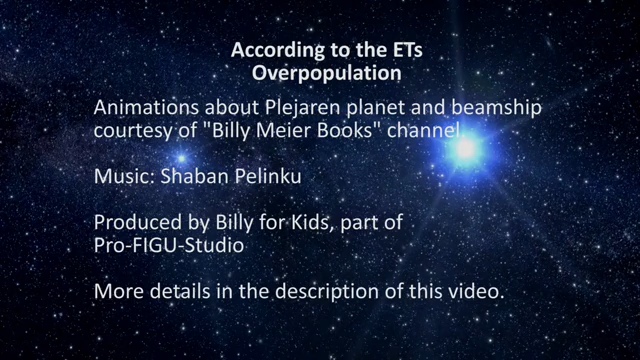 According to the ETs
Overpopulation
Animations about Plejaren planet and beamship
courtesy of "Billy Meier Books" channel.
Music: Shaban Pelinku
Produced by Billy for Kids, part of
Pro-FIGU-Studio
More details in the description of this video.